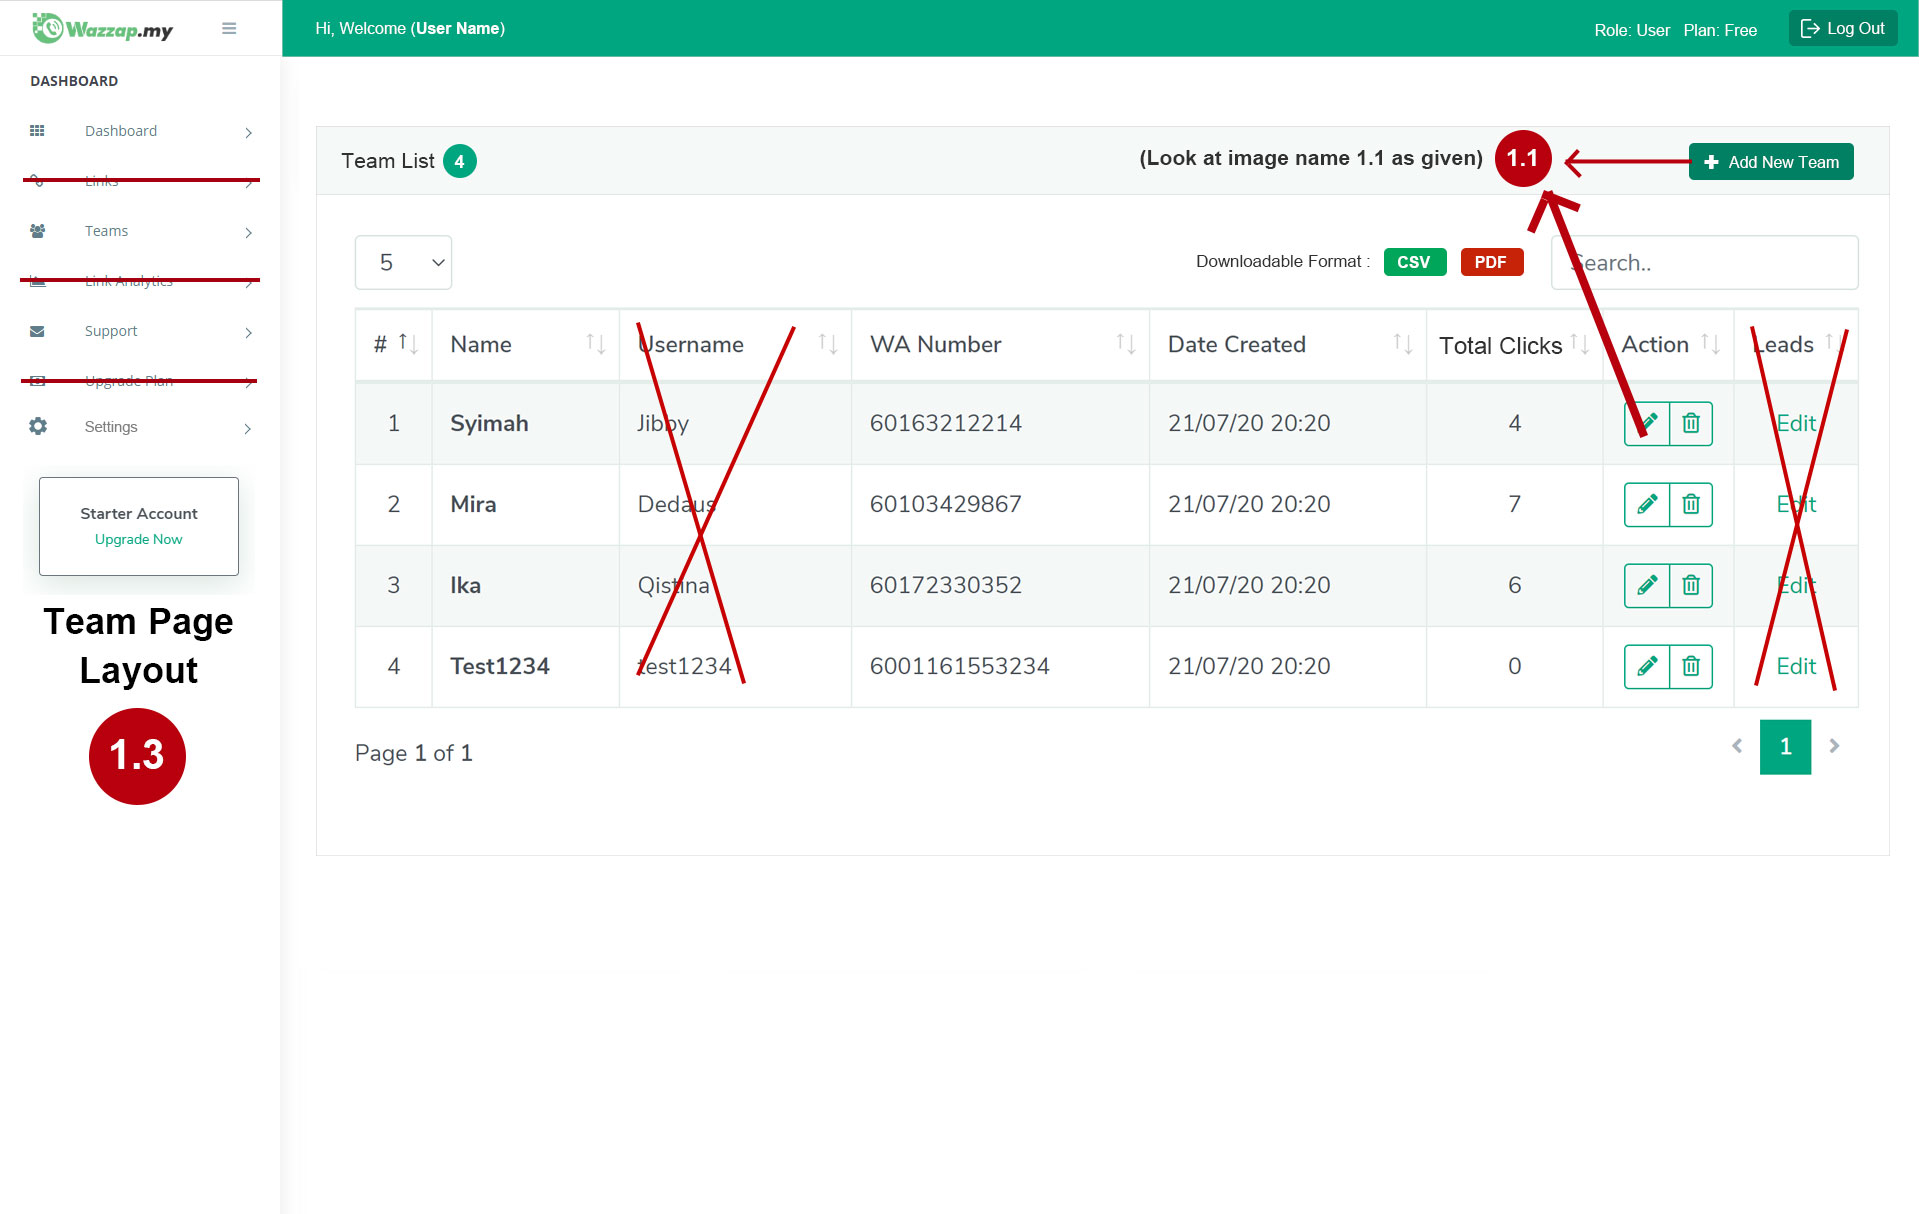 Wazzap.my
Hi, Welcome (User Name)
Role: User Plan: Free
Log Out
DASHBOARD
Dashboard
Links
Teams
Link Analytics
Support
Upgrade Plan
Settings
Starter Account
Upgrade Now
Team Page
Layout
1.3
Team List 4
(Look at image name 1.1 as given) 1.1
Add New Team
5
Downloadable Format : CSV PDF
Search..
# Name Username WA Number Date Created Total Clicks Action Leads
1 Syimah Jibby 60163212214 21/07/20 20:20 4 Edit
2 Mira Dedaus 60103429867 21/07/20 20:20 7 Edit
3 Ika Qistina 60172330352 21/07/20 20:20 6 Edit
4 Test1234 test1234 6001161553234 21/07/20 20:20 0 Edit
Page 1 of 1
1